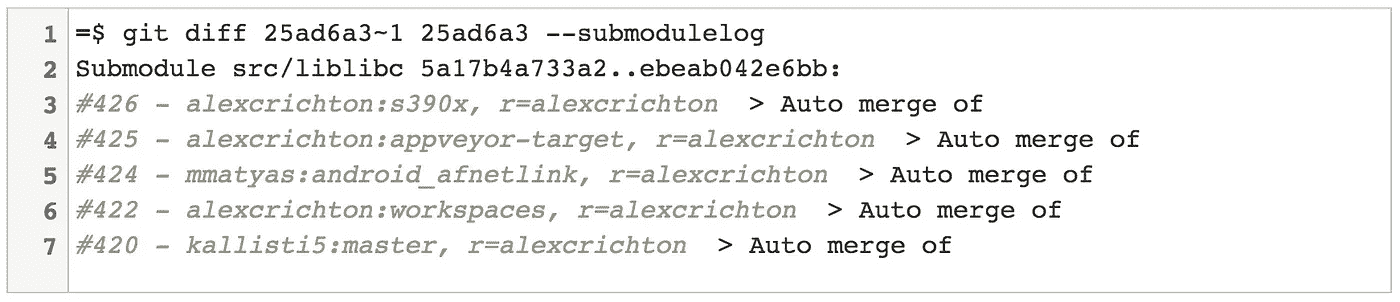 1 =$ git diff 25ad6a3~1 25ad6a3 --submodulelog
2 Submodule src/liblibc 5a17b4a733a2..ebeab042e6bb:
3 #426 - alexcrichton:s390x, r=alexcrichton  > Auto merge of
4 #425 - alexcrichton:appveyor-target, r=alexcrichton  > Auto merge of
5 #424 - mmatyas:android_afnetlink, r=alexcrichton  > Auto merge of
6 #422 - alexcrichton:workspaces, r=alexcrichton  > Auto merge of
7 #420 - kallisti5:master, r=alexcrichton  > Auto merge of